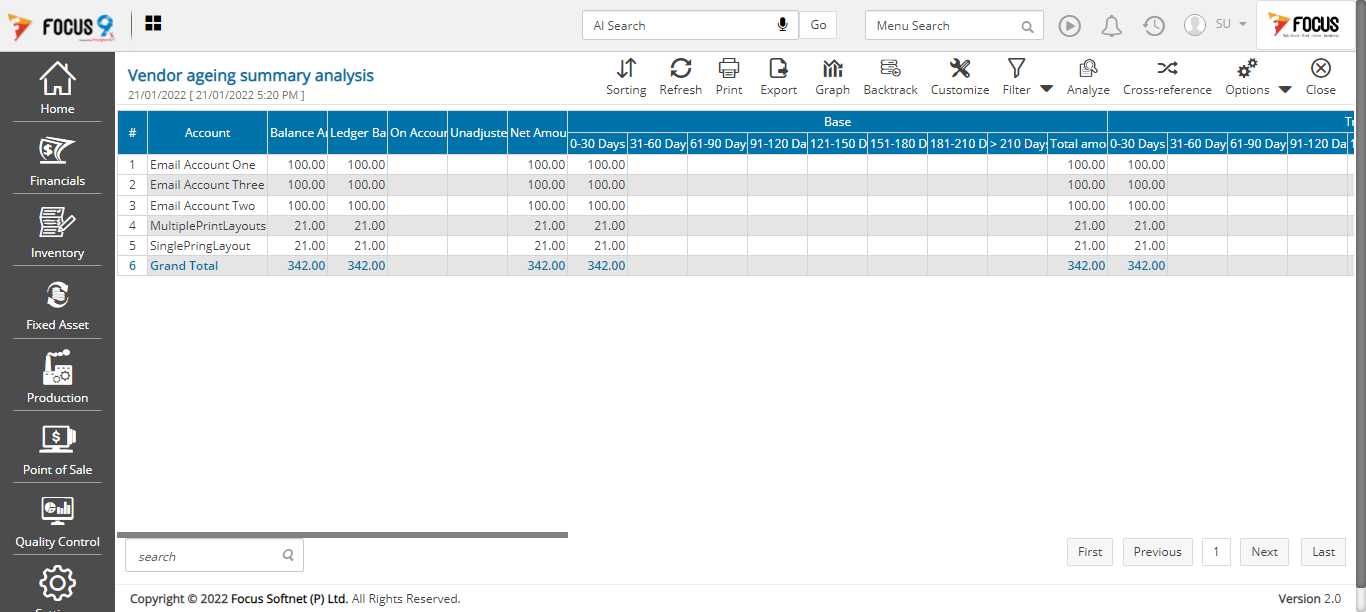 FOCUS 9
AI Search
Go
Menu Search
SU
FOCUS
Home
Financials
Inventory
Fixed Asset
Production
Point of Sale
Quality Control
Vendor ageing summary analysis
21/01/2022 [ 21/01/2022 5:20 PM ]
Sorting Refresh Print Export Graph Backtrack Customize Filter Analyze Cross-reference Options Close
# Account Balance Ledger Ba On Accour Unadjuste Net Amou Base
0-30 Days 31-60 Day 61-90 Day 91-120 Da 121-150 D 151-180 D 181-210 D > 210 Day Total amo 0-30 Days 31-60 Day 61-90 Day 91-120 Da
1 Email Account One 100.00 100.00 100.00 100.00 100.00 100.00
2 Email Account Three 100.00 100.00 100.00 100.00 100.00 100.00
3 Email Account Two 100.00 100.00 100.00 100.00 100.00 100.00
4 MultiplePrintLayouts 21.00 21.00 21.00 21.00 21.00 21.00
5 SinglePringLayout 21.00 21.00 21.00 21.00 21.00 21.00
6 Grand Total 342.00 342.00 342.00 342.00 342.00 342.00
search
First Previous 1 Next Last
Copyright © 2022 Focus Softnet (P) Ltd. All Rights Reserved.
Version 2.0